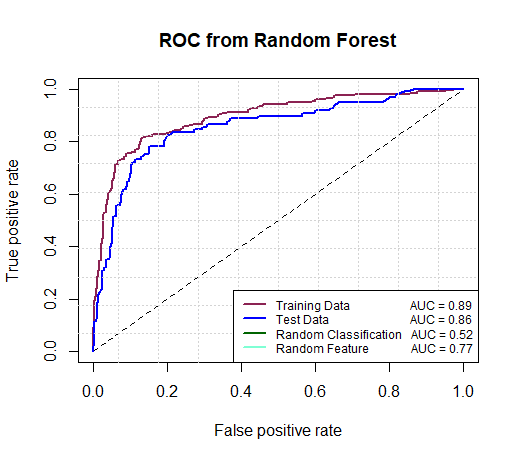 ROC from Random Forest
True positive rate
1.0
0.8
0.6
0.4
0.2
0.0
Training Data AUC = 0.89
Test Data AUC = 0.86
Random Classification AUC = 0.52
Random Feature AUC = 0.77
0.0 0.2 0.4 0.6 0.8 1.0
False positive rate